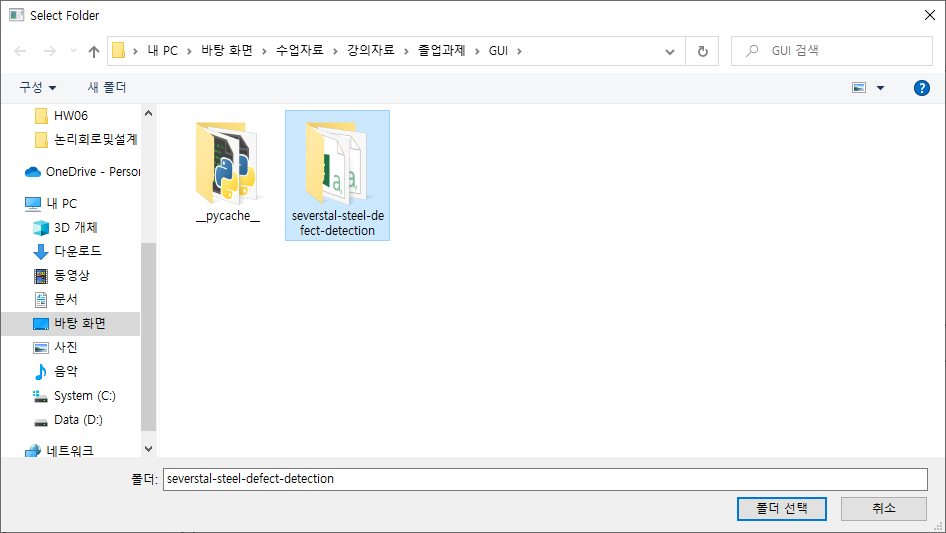 Select Folder
내 PC > 바탕 화면 > 수업자료 > 강의자료 > 졸업과제 > GUI >
GUI 검색
구성
새 폴더
HW06
논리회로및설계
OneDrive - Person
내 PC
3D 개체
다운로드
동영상
문서
바탕 화면
사진
음악
System (C:)
Data (D:)
네트워크
__pycache__
severstal-steel-de
fect-detection
폴더:
severstal-steel-defect-detection
폴더 선택
취소